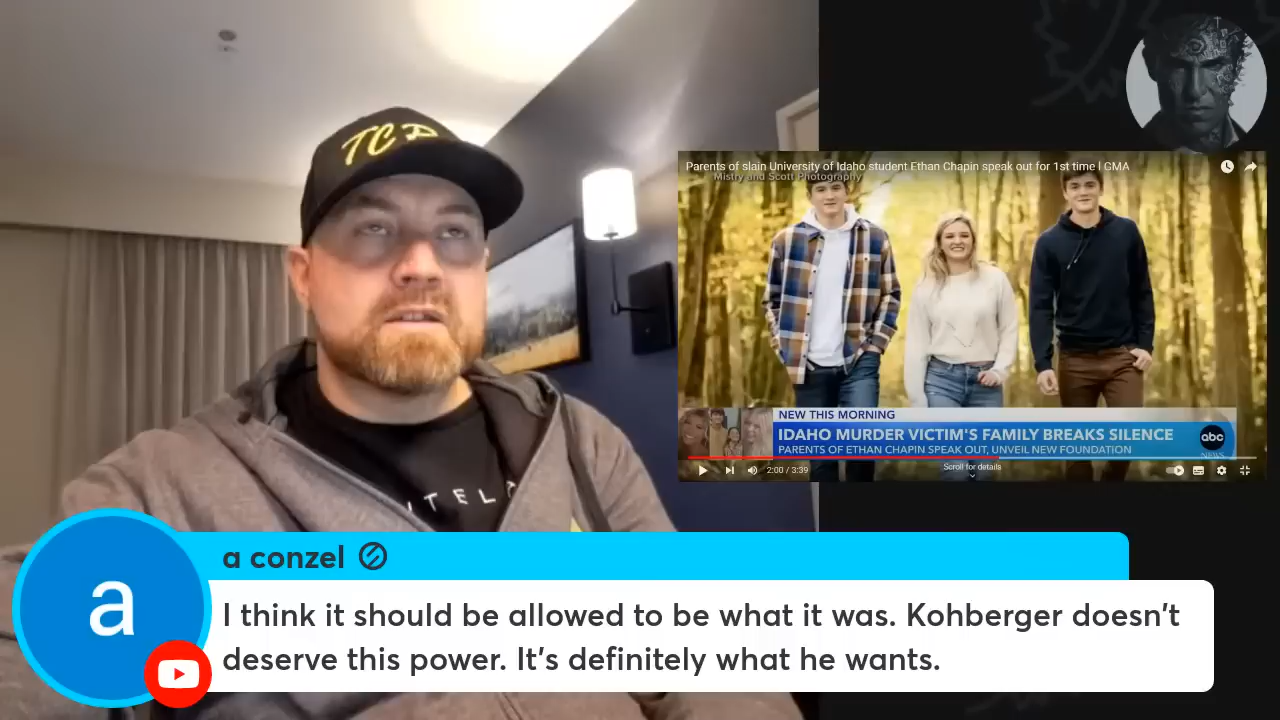 TCD
Parents of slain University of Idaho student Ethan Chapin speak out for 1st time | GMA
Mistry and Scott Photography
NEW THIS MORNING
IDAHO MURDER VICTIM'S FAMILY BREAKS SILENCE
PARENTS OF ETHAN CHAPIN SPEAK OUT, UNVEIL NEW FOUNDATION
abc
NEWS
2:00 / 3:39
Scroll for details
a
a conzel
I think it should be allowed to be what it was. Kohberger doesn't
deserve this power. It's definitely what he wants.